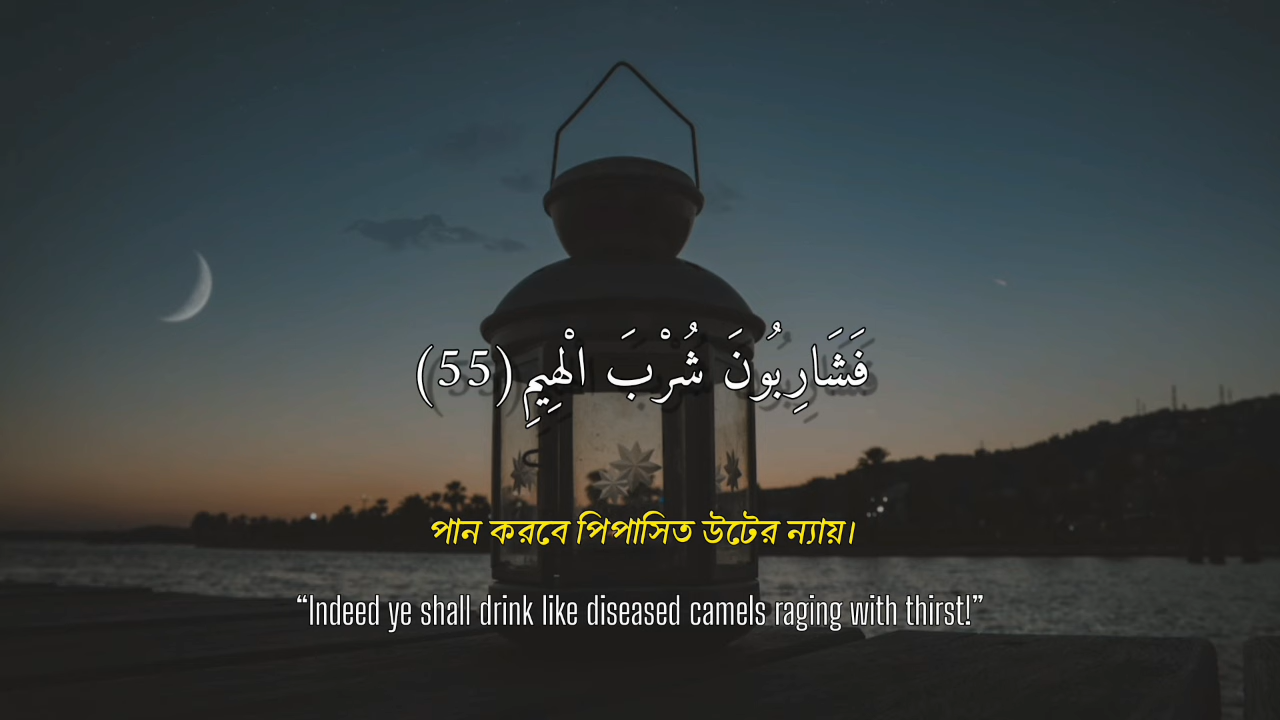 فَشَارِبُونَ شُرْبَ الْهِيمِ(55)
পান করবে পিপাসিত উটের ন্যায়।
“Indeed ye shall drink like diseased camels raging with thirst!”